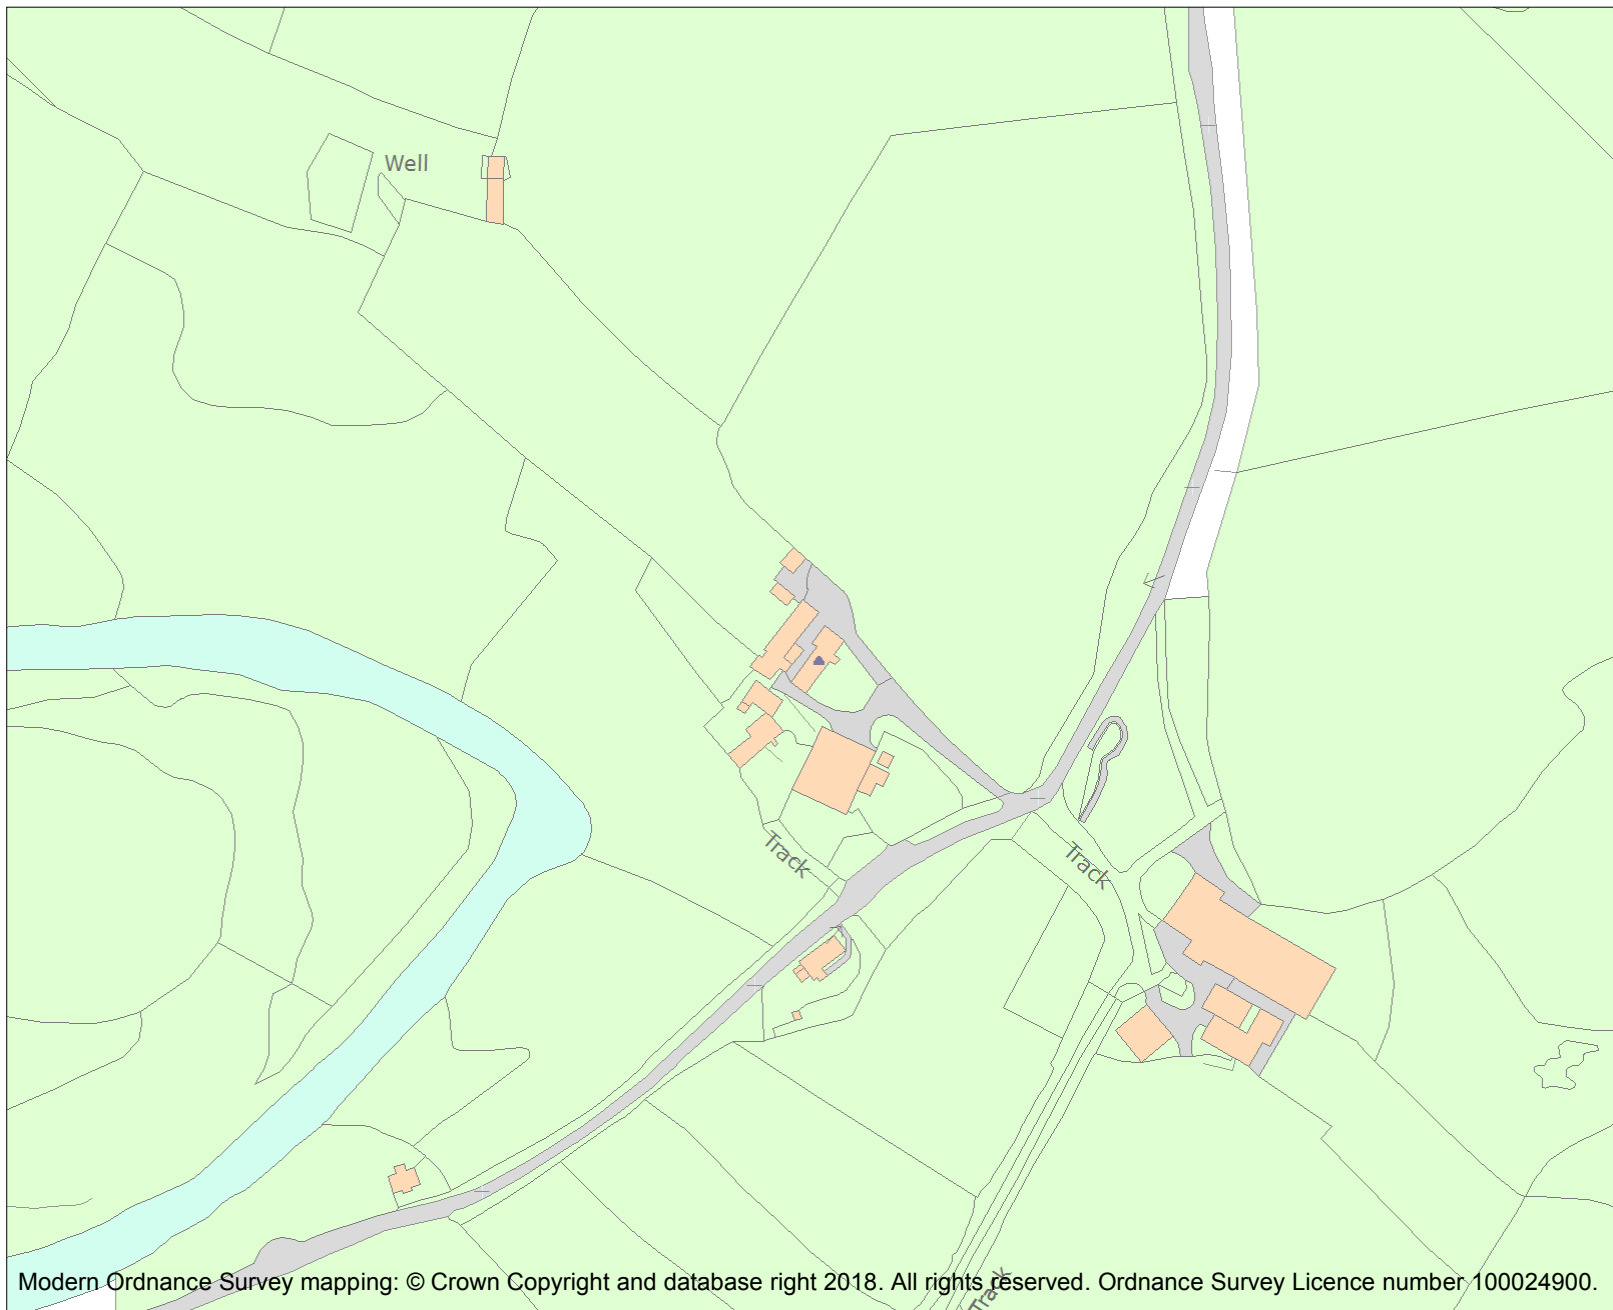 Well
Track
Track
Track
Modern Ordnance Survey mapping: © Crown Copyright and database right 2018. All rights reserved. Ordnance Survey Licence number 100024900.